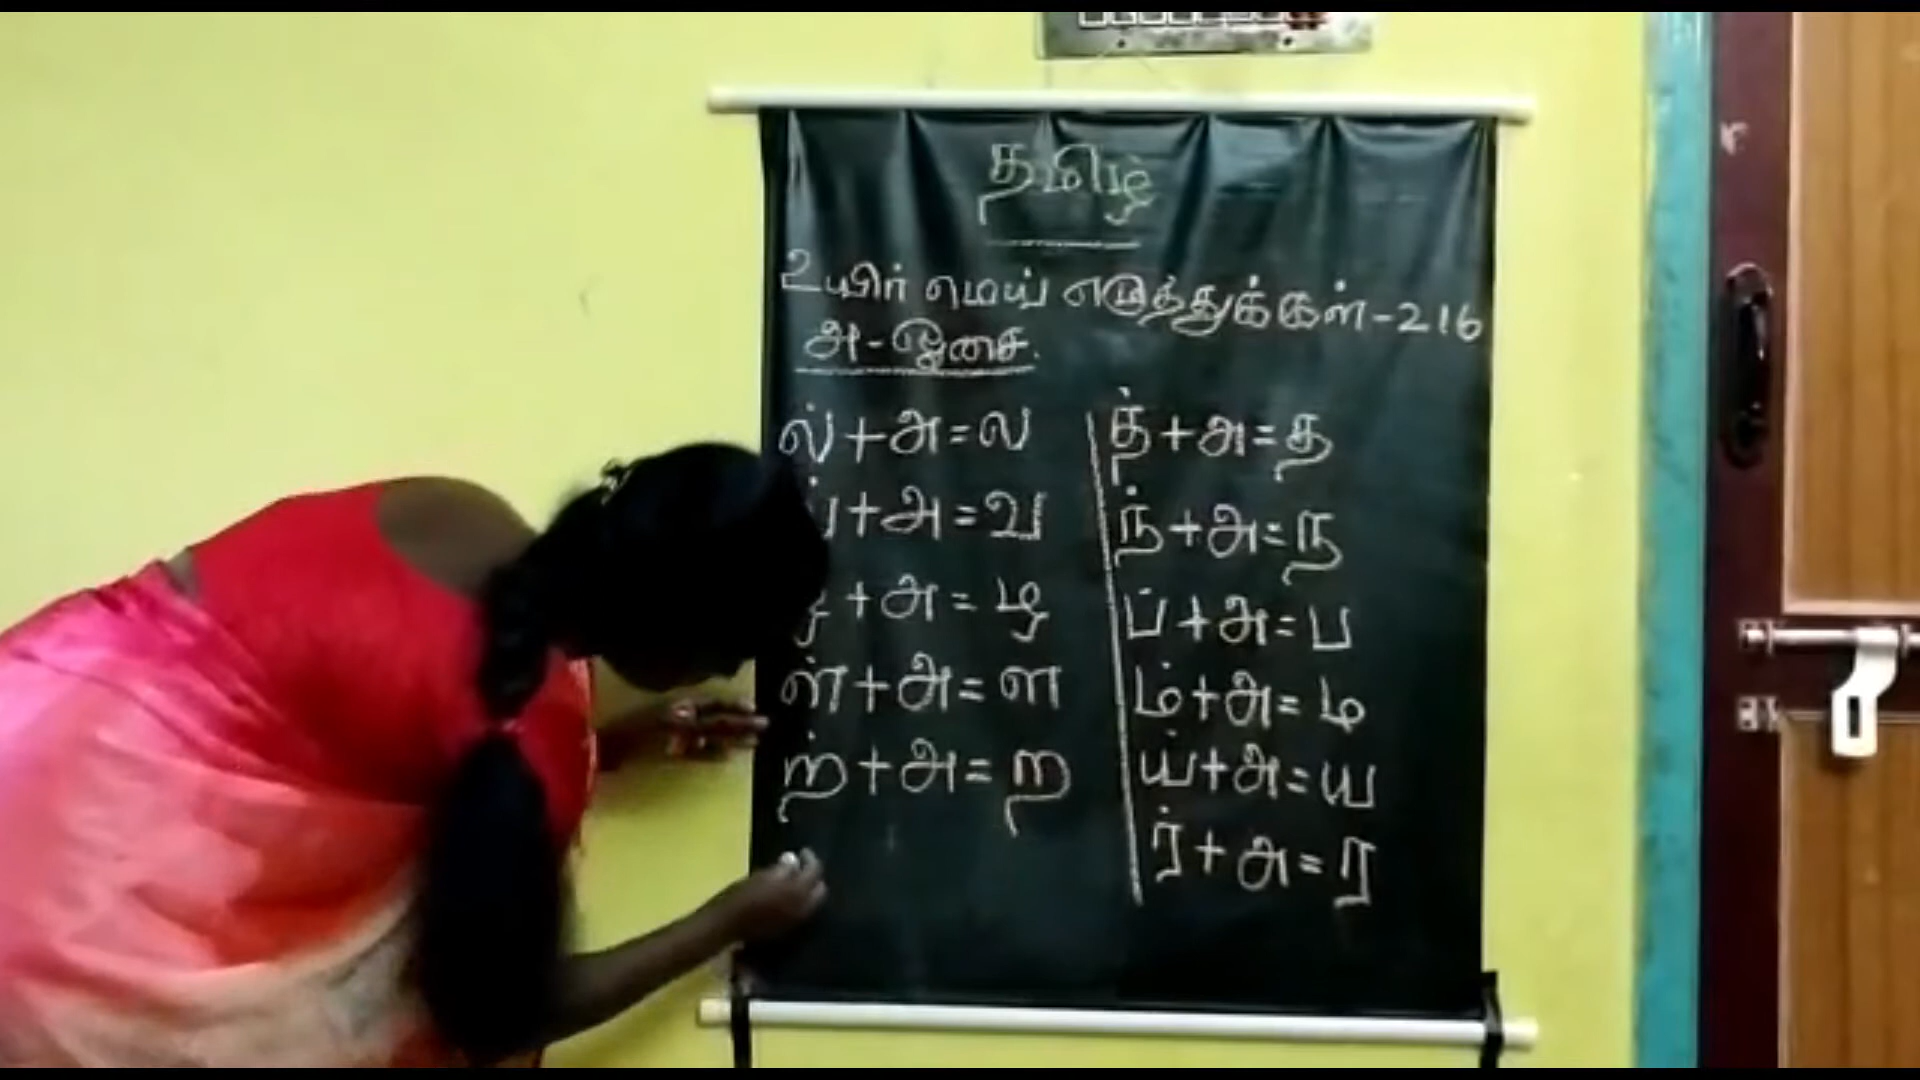 தமிழ்
உயிர் மெய் எழுத்துக்கள் - 216
அ - ஓசை.
ல் + அ = ல
+ அ = வ
+ அ = ழ
ள் + அ = ள
ற் + அ = ற
த் + அ = த
ந் + அ = ந
ப் + அ = ப
ம் + அ = ம
ய் + அ = ய
ர் + அ = ர